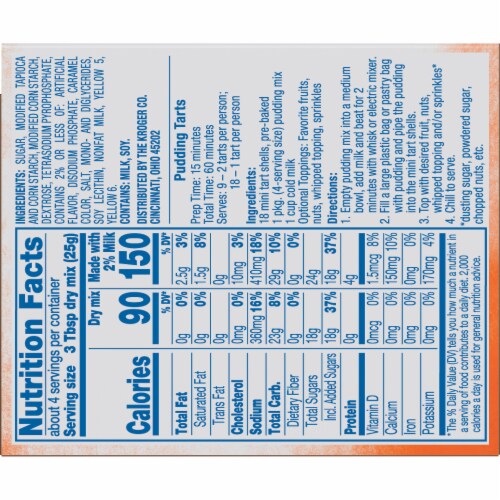 Nutrition Facts
about 4 servings per container
Serving size 3 Tbsp dry mix (25g)
Dry mix Made with 2% Milk
Calories 90 150
% DV* % DV*
Total Fat 0g 0% 2.5g 3%
Saturated Fat 0g 0% 1.5g 8%
Trans Fat 0g 0g
Cholesterol 0mg 0% 10mg 3%
Sodium 360mg 16% 410mg 18%
Total Carb. 23g 8% 29g 10%
Dietary Fiber 0g 0% 0g 0%
Total Sugars 18g 24g
Incl. Added Sugars 18g 37% 18g 37%
Protein 0g 4g
Vitamin D 0mcg 0% 1.5mcg 8%
Calcium 0mg 0% 150mg 10%
Iron 0mg 0% 0mg 0%
Potassium 0mg 0% 170mg 4%
*The % Daily Value (DV) tells you how much a nutrient in
a serving of food contributes to a daily diet. 2,000
calories a day is used for general nutrition advice.
INGREDIENTS: SUGAR, MODIFIED TAPIOCA
AND CORN STARCH, MODIFIED CORN STARCH,
DEXTROSE, TETRASODIUM PYROPHOSPHATE,
CONTAINS 2% OR LESS OF: ARTIFICIAL
FLAVOR, DISODIUM PHOSPHATE, CARAMEL
COLOR, SALT, MONO- AND DIGLYCERIDES,
SOY LECITHIN, NONFAT MILK, YELLOW 5,
YELLOW 6.
CONTAINS: MILK, SOY.
DISTRIBUTED BY THE KROGER CO.
CINCINNATI, OHIO 45202
Pudding Tarts
Prep Time: 15 minutes
Total Time: 60 minutes
Serves: 9 – 2 tarts per person;
18 – 1 tart per person
Ingredients:
18 mini tart shells, pre-baked
1 pkg. (4-serving size) pudding mix
1 cup cold milk
Optional Toppings: Favorite fruits,
nuts, whipped topping, sprinkles
Directions:
1. Empty pudding mix into a medium
bowl, add milk and beat for 2
minutes with whisk or electric mixer.
2. Fill a large plastic bag or pastry bag
with pudding and pipe the pudding
into the mini tart shells.
3. Top with desired fruit, nuts,
whipped topping and/or sprinkles*
4. Chill to serve.
*dusting sugar, powdered sugar,
chopped nuts, etc.